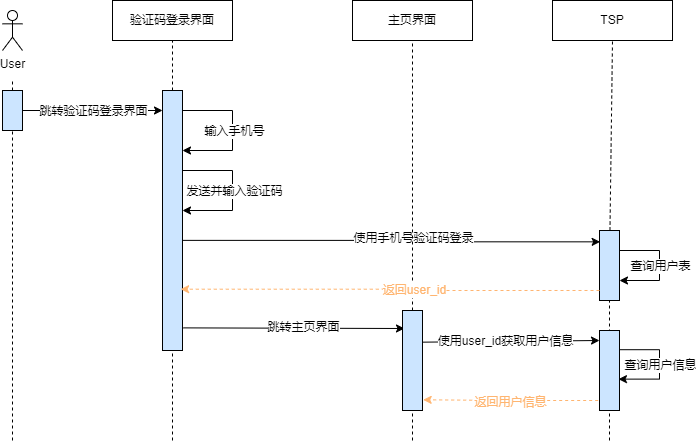 验证码登录界面
主页界面
TSP
User
跳转验证码登录界面
输入手机号
发送并输入验证码
使用手机号验证码登录
查询用户表
返回user_id
跳转主页界面
使用user_id获取用户信息
查询用户信息
返回用户信息